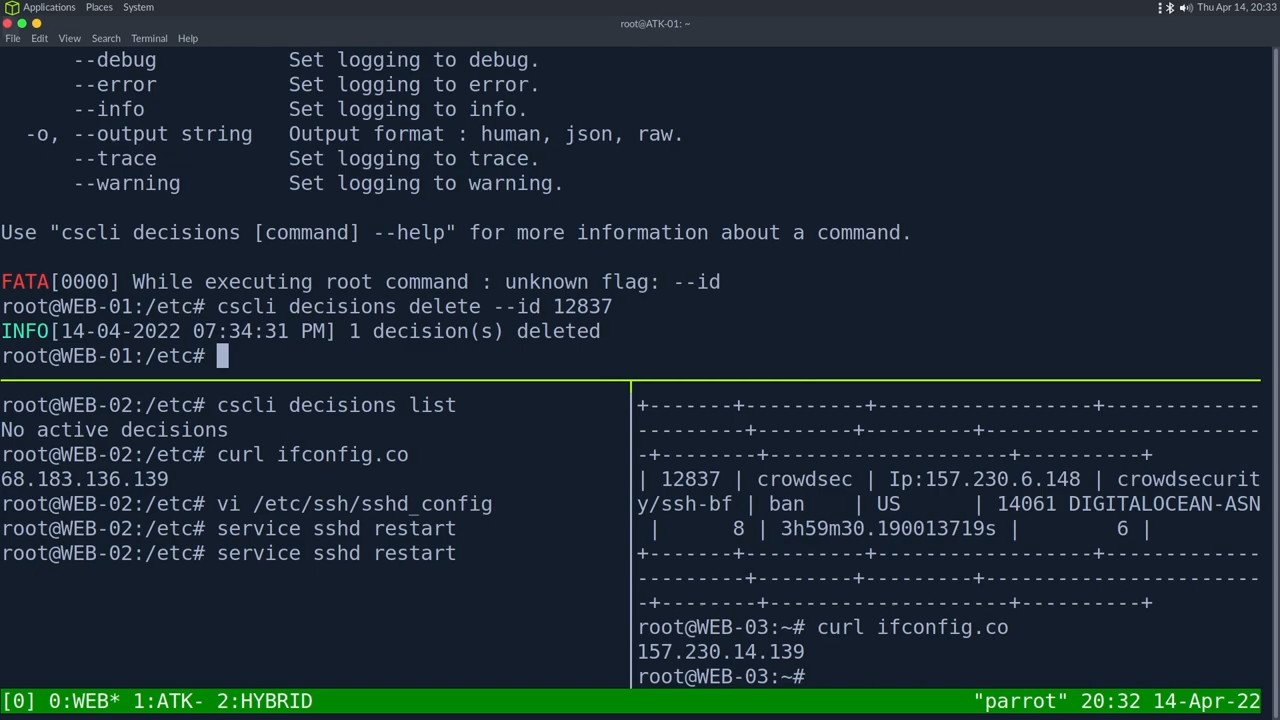 Applications Places System
Thu Apr 14, 20:33
root@ATK-01: ~
File Edit View Search Terminal Help
--debug Set logging to debug.
--error Set logging to error.
--info Set logging to info.
-o, --output string Output format : human, json, raw.
--trace Set logging to trace.
--warning Set logging to warning.
Use "cscli decisions [command] --help" for more information about a command.
FATA[0000] While executing root command : unknown flag: --id
root@WEB-01:/etc# cscli decisions delete --id 12837
INFO[14-04-2022 07:34:31 PM] 1 decision(s) deleted
root@WEB-01:/etc#
root@WEB-02:/etc# cscli decisions list
No active decisions
root@WEB-02:/etc# curl ifconfig.co
68.183.136.139
root@WEB-02:/etc# vi /etc/ssh/sshd_config
root@WEB-02:/etc# service sshd restart
root@WEB-02:/etc# service sshd restart
+-------+----------+-------------------+-------------
---------+--------+---------+-----------------------
-+--------+--------------------+----------+
| 12837 | crowdsec | Ip:157.230.6.148 | crowdsecurit
y/ssh-bf | ban | US | 14061 DIGITALOCEAN-ASN
| 8 | 3h59m30.190013719s | 6 |
+-------+----------+-------------------+-------------
---------+--------+---------+-----------------------
-+--------+--------------------+----------+
root@WEB-03:~# curl ifconfig.co
157.230.14.139
root@WEB-03:~#
[0] 0:WEB* 1:ATK- 2:HYBRID "parrot" 20:32 14-Apr-22